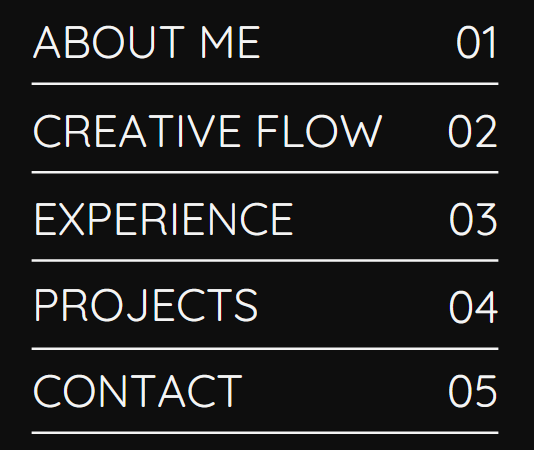 ABOUT ME 01
CREATIVE FLOW 02
EXPERIENCE 03
PROJECTS 04
CONTACT 05